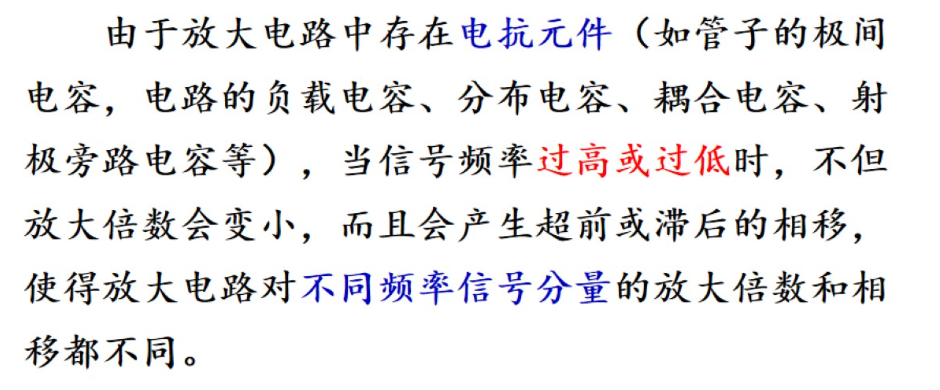 由于放大电路中存在电抗元件（如管子的极间
电容，电路的负载电容、分布电容、耦合电容、射
极旁路电容等），当信号频率过高或过低时，不但
放大倍数会变小，而且会产生超前或滞后的相移，
使得放大电路对不同频率信号分量的放大倍数和相
移都不同。